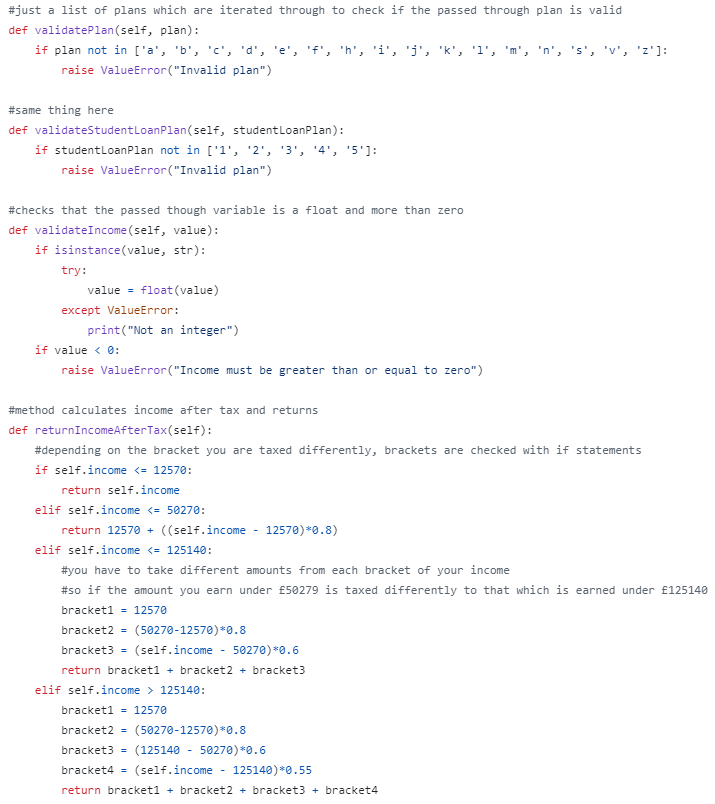 #just a list of plans which are iterated through to check if the passed through plan is valid
def validatePlan(self, plan):
    if plan not in ['a', 'b', 'c', 'd', 'e', 'f', 'h', 'i', 'j', 'k', 'l', 'm', 'n', 's', 'v', 'z']:
        raise ValueError("Invalid plan")

#same thing here
def validateStudentLoanPlan(self, studentLoanPlan):
    if studentLoanPlan not in ['1', '2', '3', '4', '5']:
        raise ValueError("Invalid plan")

#checks that the passed though variable is a float and more than zero
def validateIncome(self, value):
    if isinstance(value, str):
        try:
            value = float(value)
        except ValueError:
            print("Not an integer")
    if value < 0:
        raise ValueError("Income must be greater than or equal to zero")

#method calculates income after tax and returns
def returnIncomeAfterTax(self):
    #depending on the bracket you are taxed differently, brackets are checked with if statements
    if self.income <= 12570:
        return self.income
    elif self.income <= 50270:
        return 12570 + ((self.income - 12570)*0.8)
    elif self.income <= 125140:
        #you have to take different amounts from each bracket of your income
        #so if the amount you earn under £50279 is taxed differently to that which is earned under £125140
        bracket1 = 12570
        bracket2 = (50270-12570)*0.8
        bracket3 = (self.income - 50270)*0.6
        return bracket1 + bracket2 + bracket3
    elif self.income > 125140:
        bracket1 = 12570
        bracket2 = (50270-12570)*0.8
        bracket3 = (125140 - 50270)*0.6
        bracket4 = (self.income - 125140)*0.55
        return bracket1 + bracket2 + bracket3 + bracket4